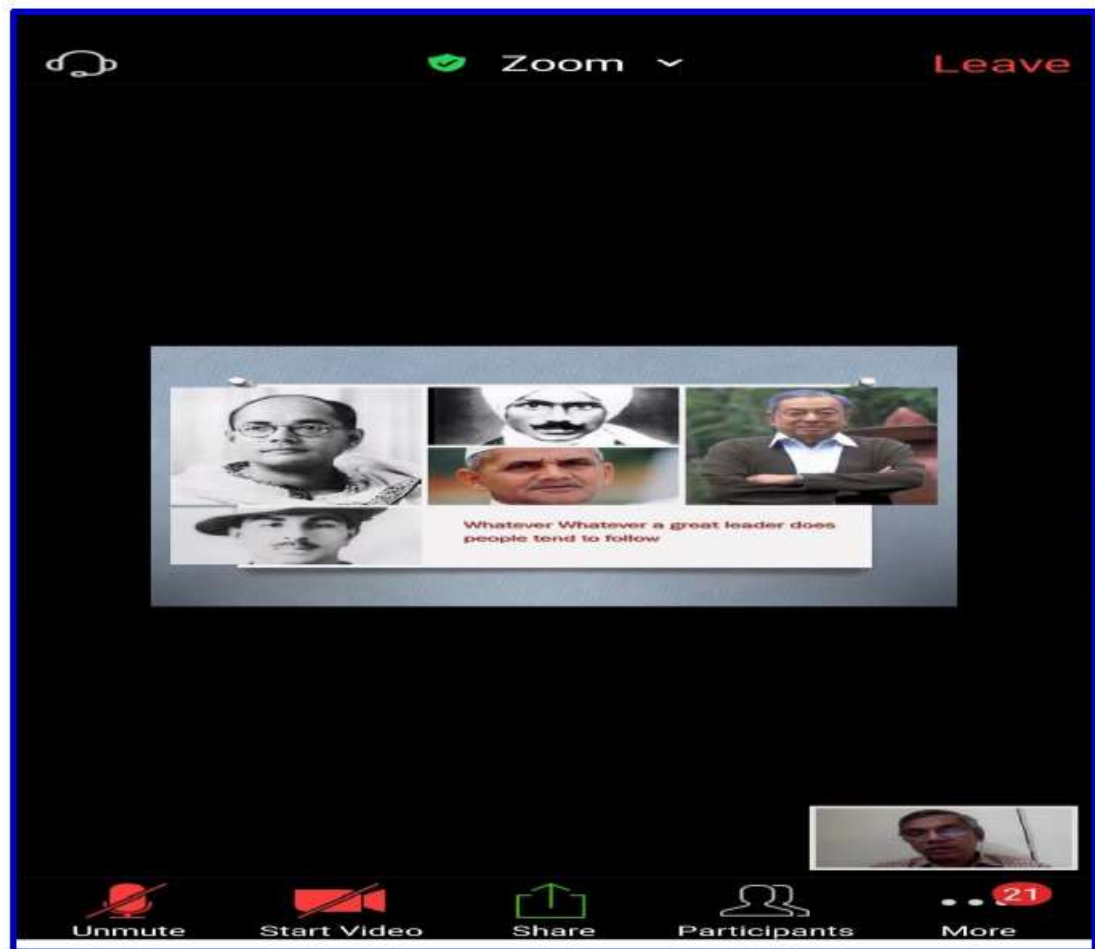 Zoom
Leave
Whatever Whatever a great leader does
people tend to follow
21
Unmute
Start Video
Share
Participants
More